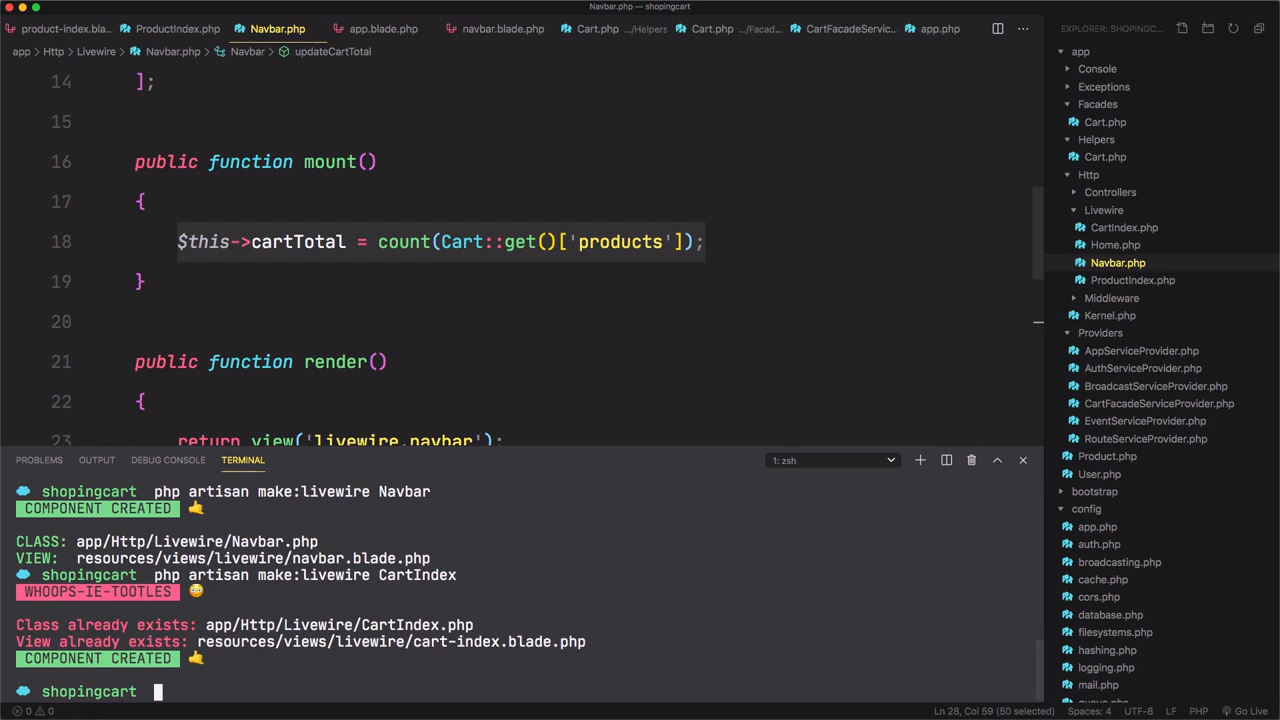 Navbar.php — shopingcart
product-index.bla... ProductIndex.php Navbar.php app.blade.php navbar.blade.php Cart.php .../Helpers Cart.php .../Facad... CartFacadeServic... app.php
EXPLORER: SHOPINGC...
app > Http > Livewire > Navbar.php > Navbar > updateCartTotal
14 ];
15
16 public function mount()
17 {
18 $this->cartTotal = count(Cart::get()['products']);
19 }
20
21 public function render()
22 {
23 return view('livewire.navbar');
PROBLEMS OUTPUT DEBUG CONSOLE TERMINAL 1: zsh
shopingcart php artisan make:livewire Navbar
COMPONENT CREATED 🤙
CLASS: app/Http/Livewire/Navbar.php
VIEW: resources/views/livewire/navbar.blade.php
shopingcart php artisan make:livewire CartIndex
WHOOPS-IE-TOOTLES 😳
Class already exists: app/Http/Livewire/CartIndex.php
View already exists: resources/views/livewire/cart-index.blade.php
COMPONENT CREATED 🤙
shopingcart
app
Console
Exceptions
Facades
Cart.php
Helpers
Cart.php
Http
Controllers
Livewire
CartIndex.php
Home.php
Navbar.php
ProductIndex.php
Middleware
Kernel.php
Providers
AppServiceProvider.php
AuthServiceProvider.php
BroadcastServiceProvider.php
CartFacadeServiceProvider.php
EventServiceProvider.php
RouteServiceProvider.php
Product.php
User.php
bootstrap
config
app.php
auth.php
broadcasting.php
cache.php
cors.php
database.php
filesystems.php
hashing.php
logging.php
mail.php
0 0 Ln 28, Col 59 (50 selected) Spaces: 4 UTF-8 LF PHP Go Live